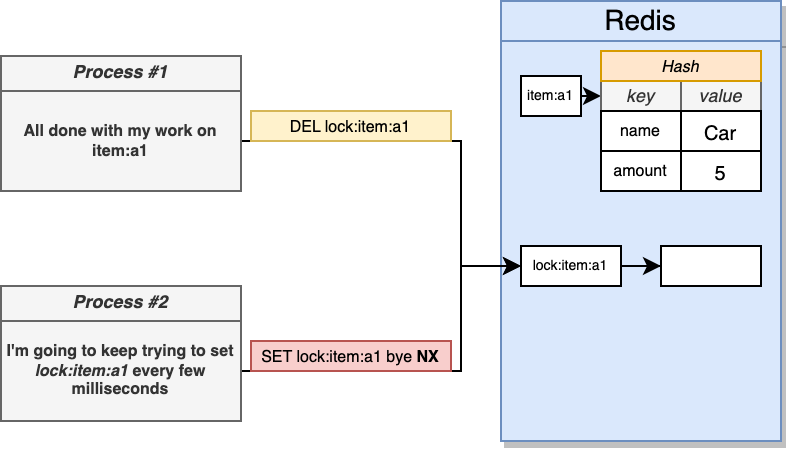 Redis
Process #1
All done with my work on
item:a1
DEL lock:item:a1
item:a1
Hash
key value
name Car
amount 5
lock:item:a1
Process #2
I'm going to keep trying to set
lock:item:a1 every few
milliseconds
SET lock:item:a1 bye NX